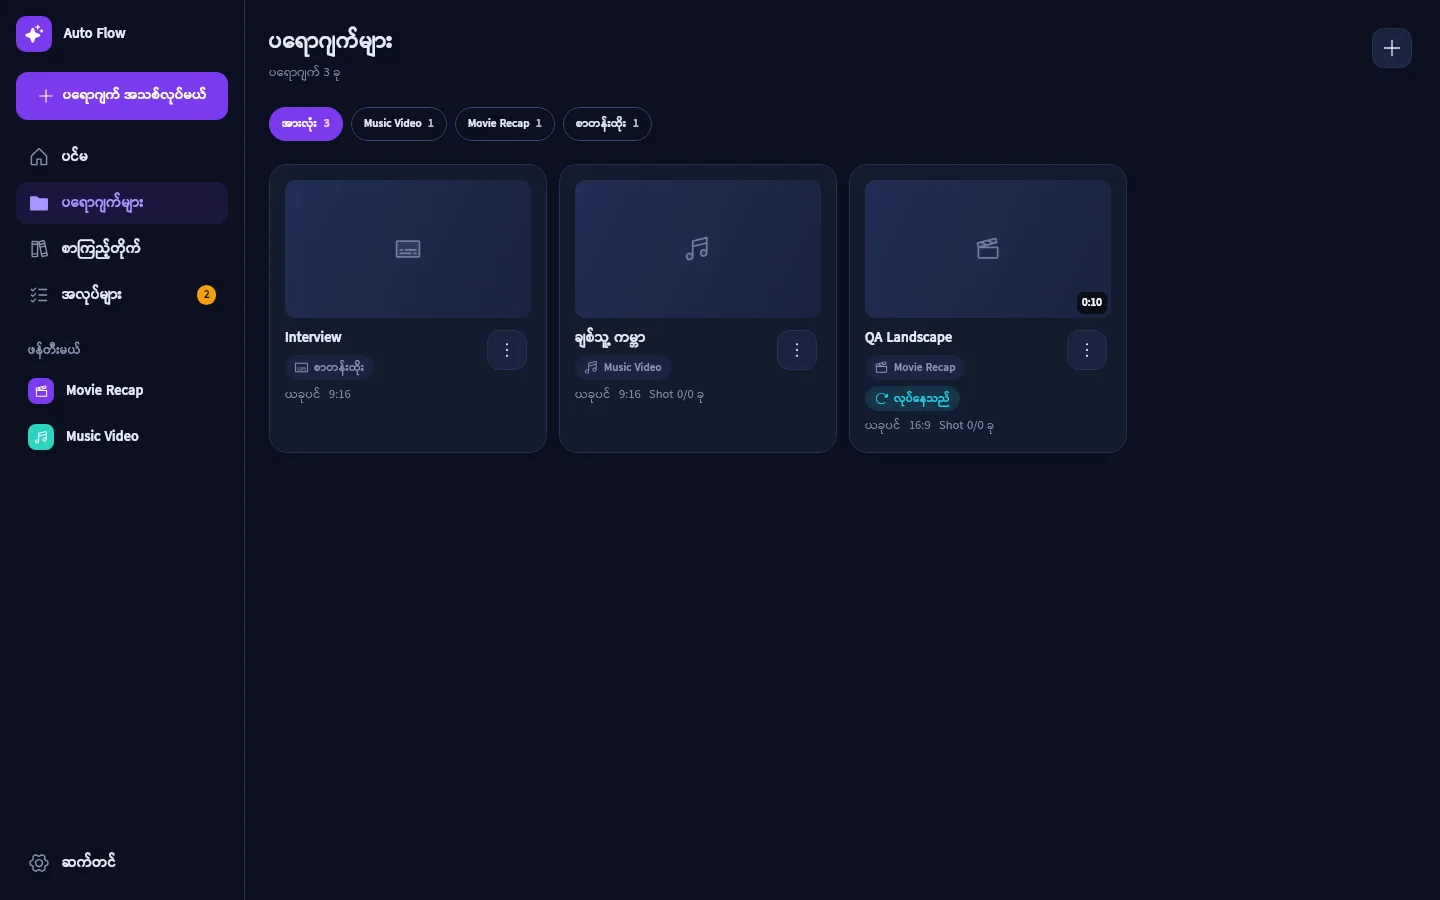 Auto Flow
ပရောဂျက် အသစ်လုပ်မယ်
ပင်မ
ပရောဂျက်များ
စာကြည့်တိုက်
အလုပ်များ 2
ဖန်တီးမယ်
Movie Recap
Music Video
ဆက်တင်
ပရောဂျက်များ
ပရောဂျက် 3 ခု
အားလုံး 3 Music Video 1 Movie Recap 1 စာတန်းထိုး 1
Interview
စာတန်းထိုး
ယခုပင် 9:16
ချစ်သူ့ ကမ္ဘာ
Music Video
ယခုပင် 9:16 Shot 0/0 ခု
0:10
QA Landscape
Movie Recap
လုပ်နေသည်
ယခုပင် 16:9 Shot 0/0 ခု